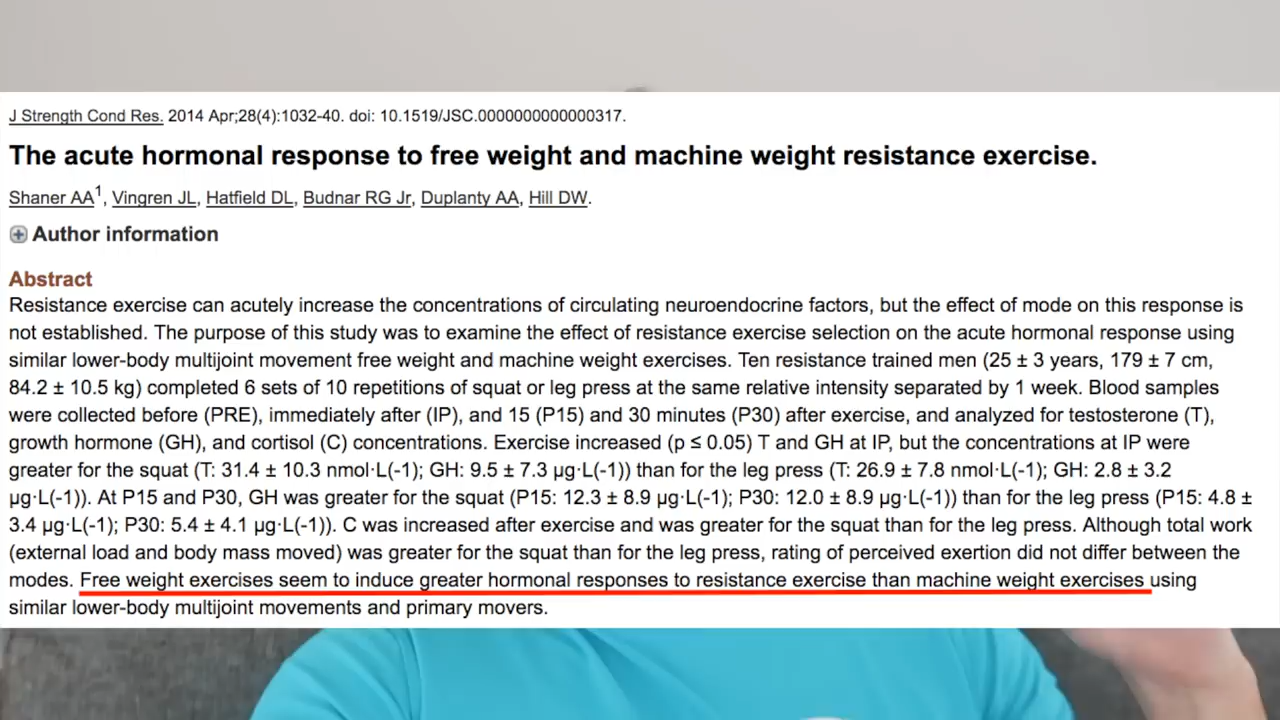 J Strength Cond Res. 2014 Apr;28(4):1032-40. doi: 10.1519/JSC.0000000000000317.
The acute hormonal response to free weight and machine weight resistance exercise.
Shaner AA1, Vingren JL, Hatfield DL, Budnar RG Jr, Duplanty AA, Hill DW.
Author information
Abstract
Resistance exercise can acutely increase the concentrations of circulating neuroendocrine factors, but the effect of mode on this response is
not established. The purpose of this study was to examine the effect of resistance exercise selection on the acute hormonal response using
similar lower-body multijoint movement free weight and machine weight exercises. Ten resistance trained men (25 ± 3 years, 179 ± 7 cm,
84.2 ± 10.5 kg) completed 6 sets of 10 repetitions of squat or leg press at the same relative intensity separated by 1 week. Blood samples
were collected before (PRE), immediately after (IP), and 15 (P15) and 30 minutes (P30) after exercise, and analyzed for testosterone (T),
growth hormone (GH), and cortisol (C) concentrations. Exercise increased (p ≤ 0.05) T and GH at IP, but the concentrations at IP were
greater for the squat (T: 31.4 ± 10.3 nmol·L(-1); GH: 9.5 ± 7.3 µg·L(-1)) than for the leg press (T: 26.9 ± 7.8 nmol·L(-1); GH: 2.8 ± 3.2
µg·L(-1)). At P15 and P30, GH was greater for the squat (P15: 12.3 ± 8.9 µg·L(-1); P30: 12.0 ± 8.9 µg·L(-1)) than for the leg press (P15: 4.8 ±
3.4 µg·L(-1); P30: 5.4 ± 4.1 µg·L(-1)). C was increased after exercise and was greater for the squat than for the leg press. Although total work
(external load and body mass moved) was greater for the squat than for the leg press, rating of perceived exertion did not differ between the
modes. Free weight exercises seem to induce greater hormonal responses to resistance exercise than machine weight exercises using
similar lower-body multijoint movements and primary movers.